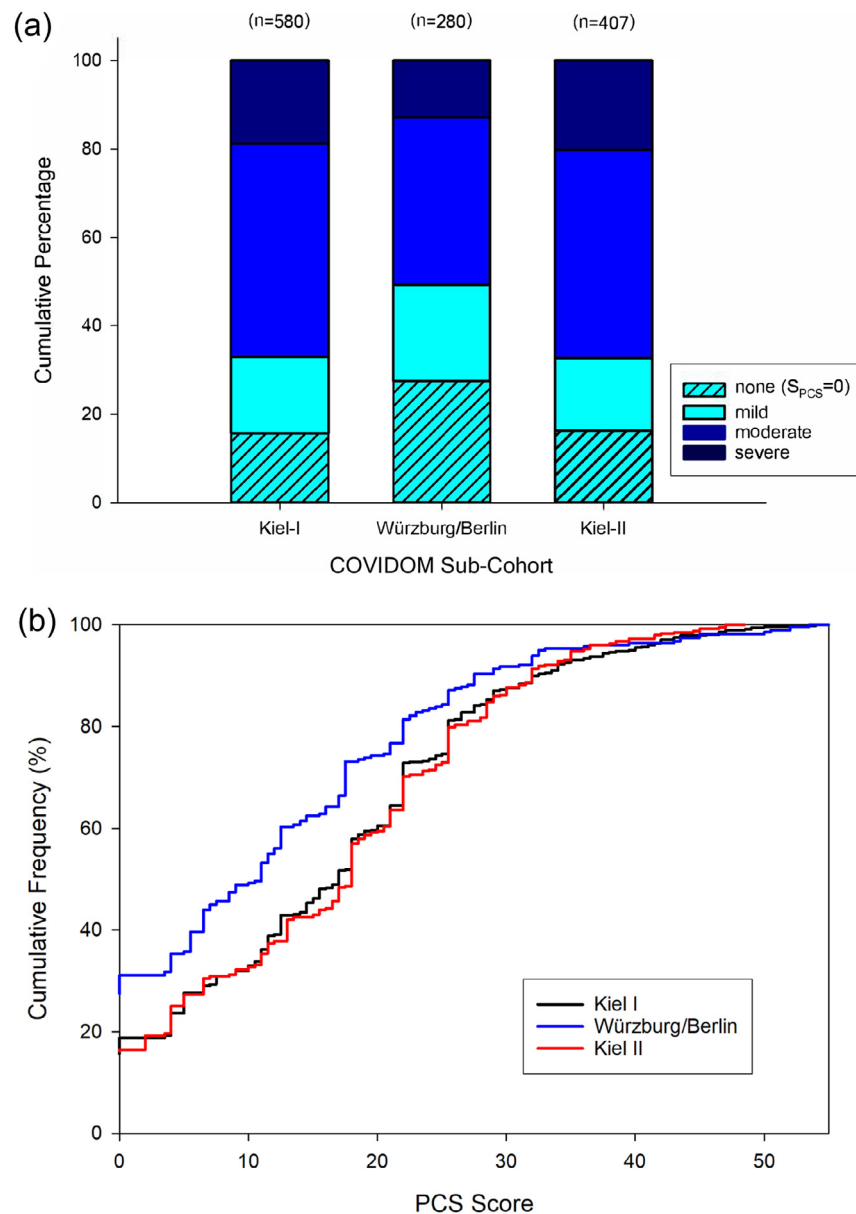 (a)
(n=580) (n=280) (n=407)
100
80
60
40
20
0
Cumulative Percentage
none (S_PCS=0)
mild
moderate
severe
Kiel-I Würzburg/Berlin Kiel-II
COVIDOM Sub-Cohort
(b)
100
80
60
40
20
0
Cumulative Frequency (%)
Kiel I
Würzburg/Berlin
Kiel II
0 10 20 30 40 50
PCS Score